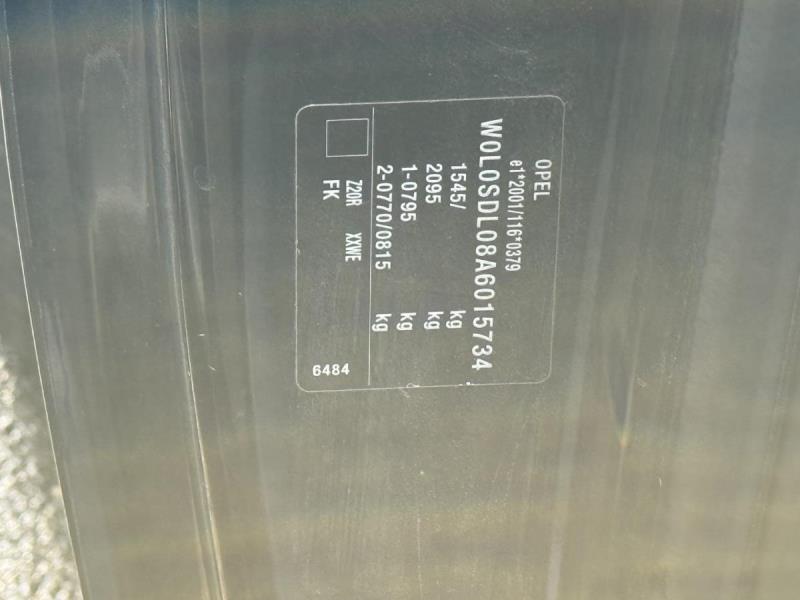 OPEL
e1*2001/116*0379
W0L0SDL08A6015734
1545/ kg
2095 kg
1-0795 kg
2-0770/0815 kg
Z20R XXWE
FK
6484